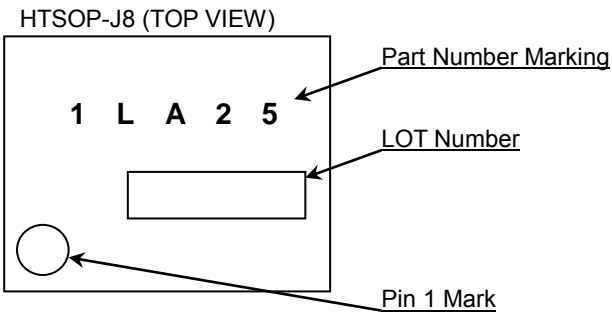 HTSOP-J8 (TOP VIEW)
Part Number Marking
1 L A 2 5
LOT Number
Pin 1 Mark